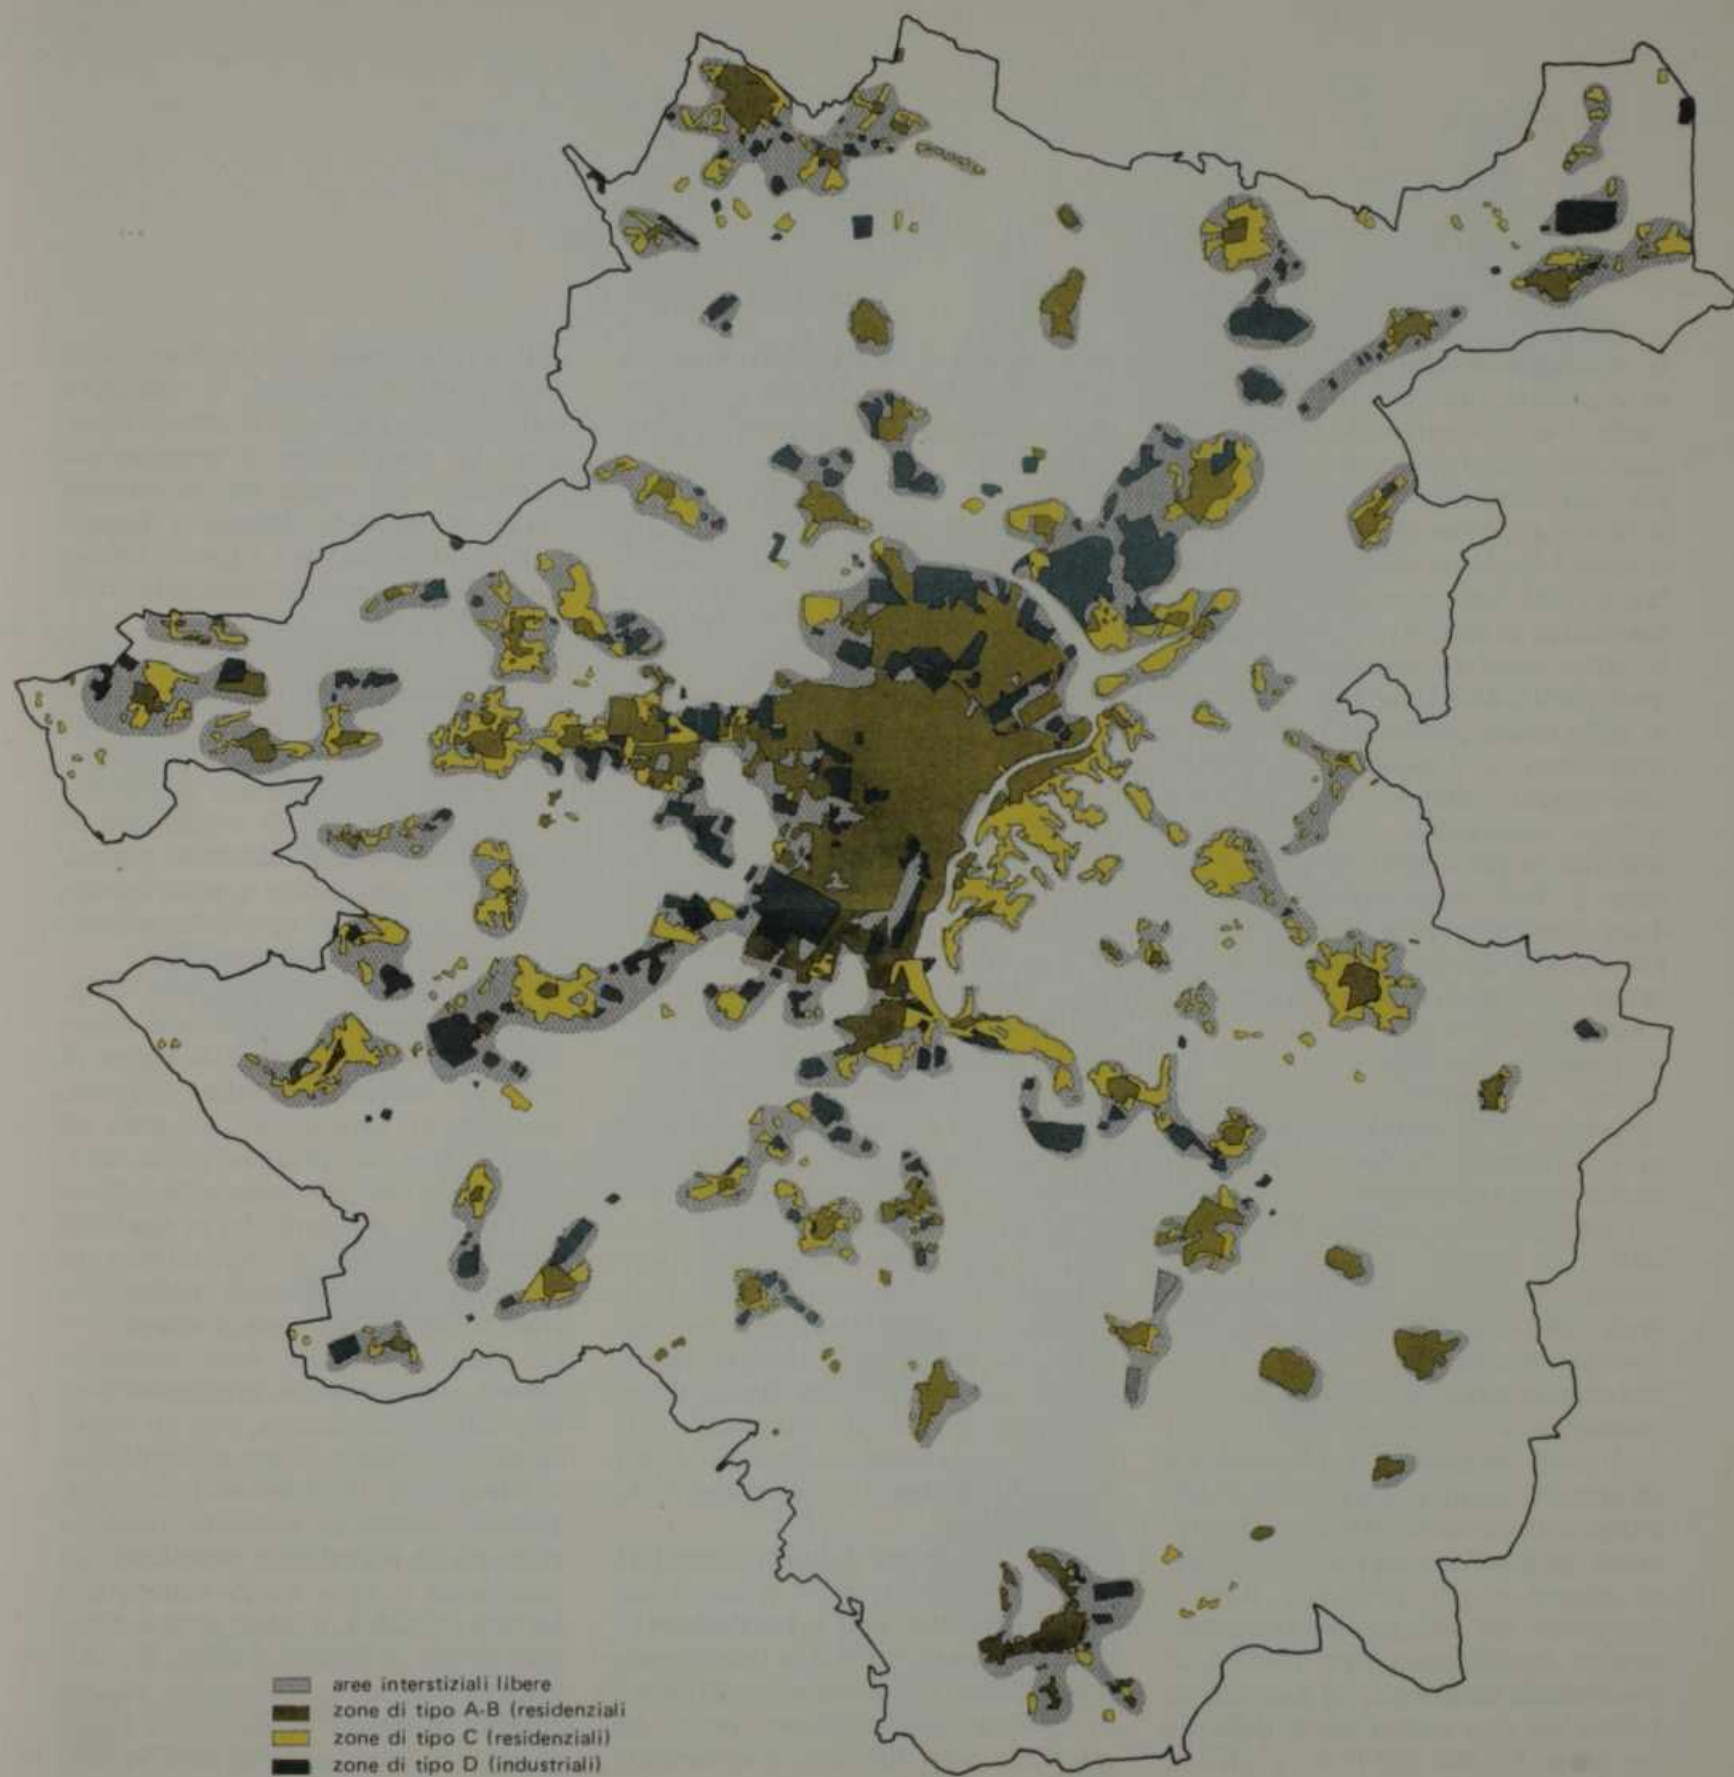 aree interstiziali libere
zone di tipo A-B (residenziali
zone di tipo C (residenziali)
zone di tipo D (industriali)